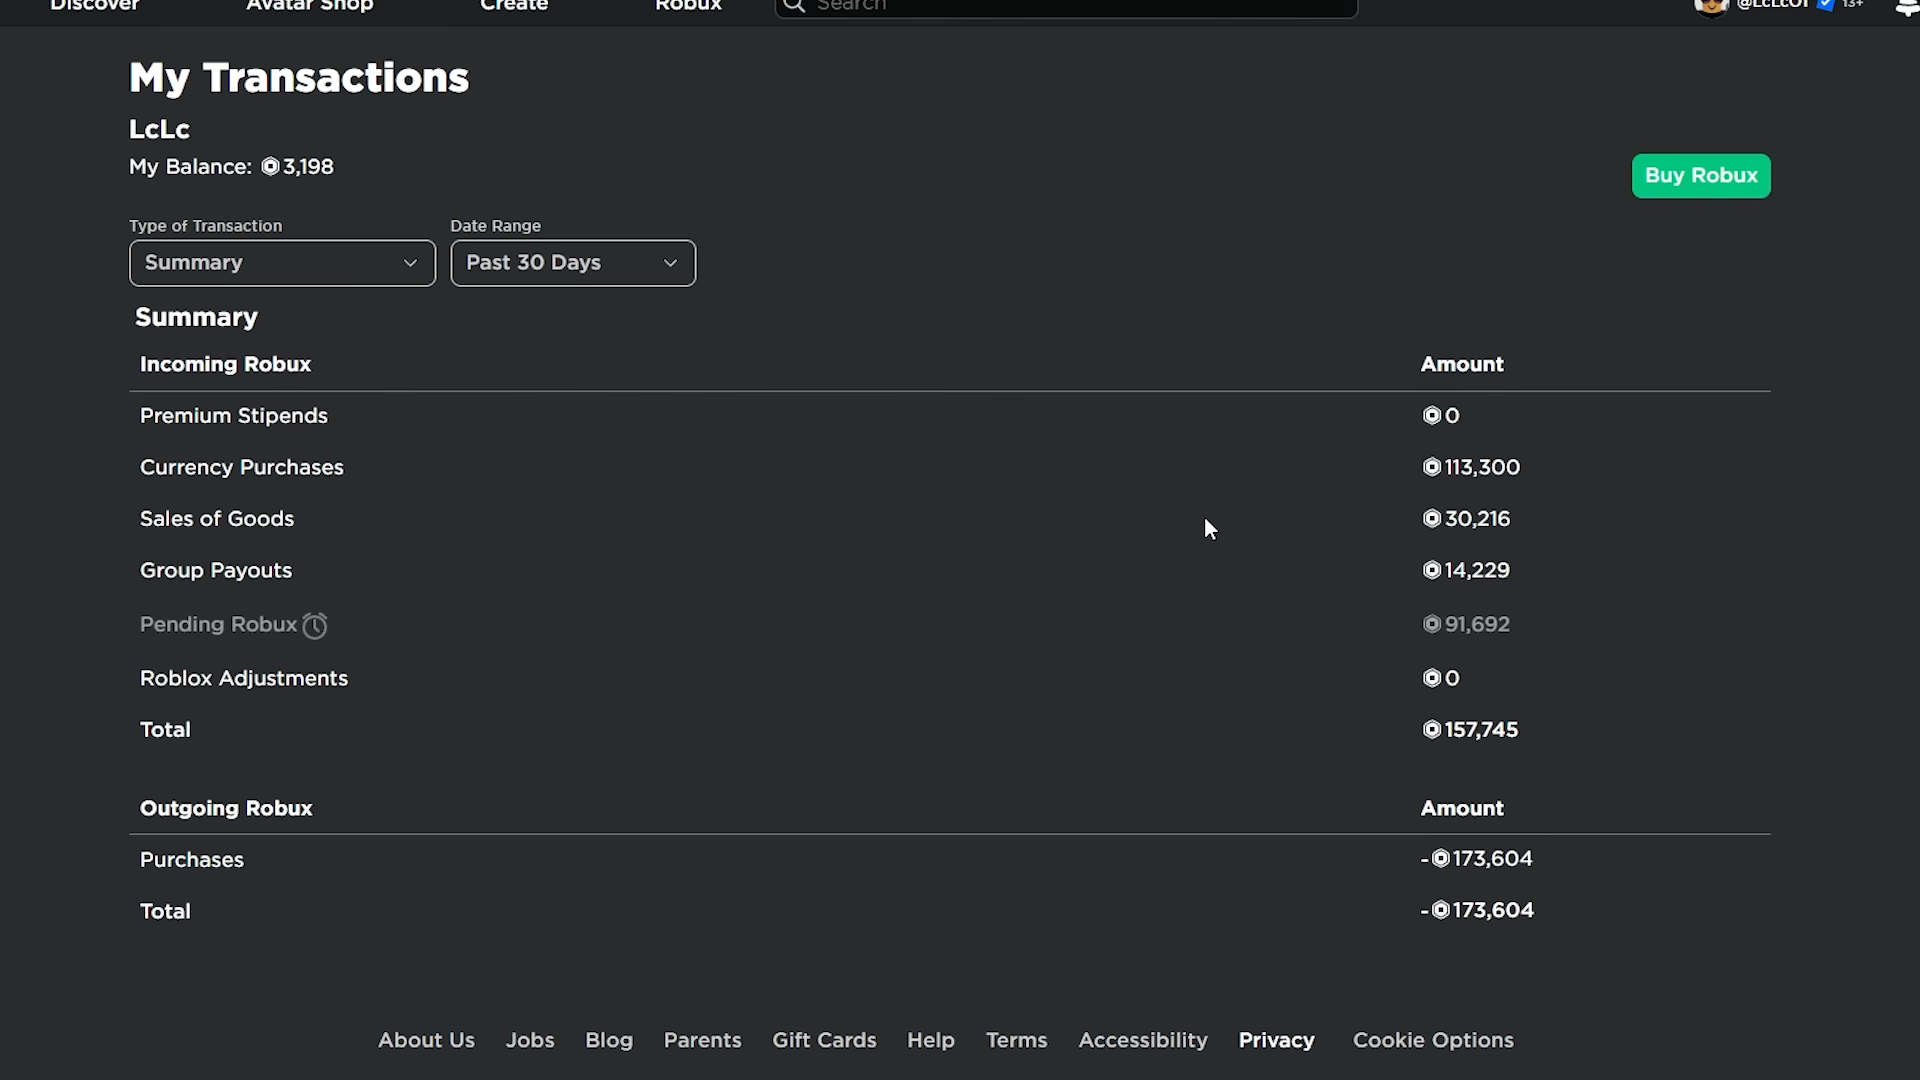 Discover Avatar Shop Create Robux Search @LcLc01 13+
My Transactions
LcLc
My Balance: 3,198
Buy Robux
Type of Transaction Date Range
Summary Past 30 Days
Summary
Incoming Robux Amount
Premium Stipends 0
Currency Purchases 113,300
Sales of Goods 30,216
Group Payouts 14,229
Pending Robux 91,692
Roblox Adjustments 0
Total 157,745
Outgoing Robux Amount
Purchases -173,604
Total -173,604
About Us Jobs Blog Parents Gift Cards Help Terms Accessibility Privacy Cookie Options